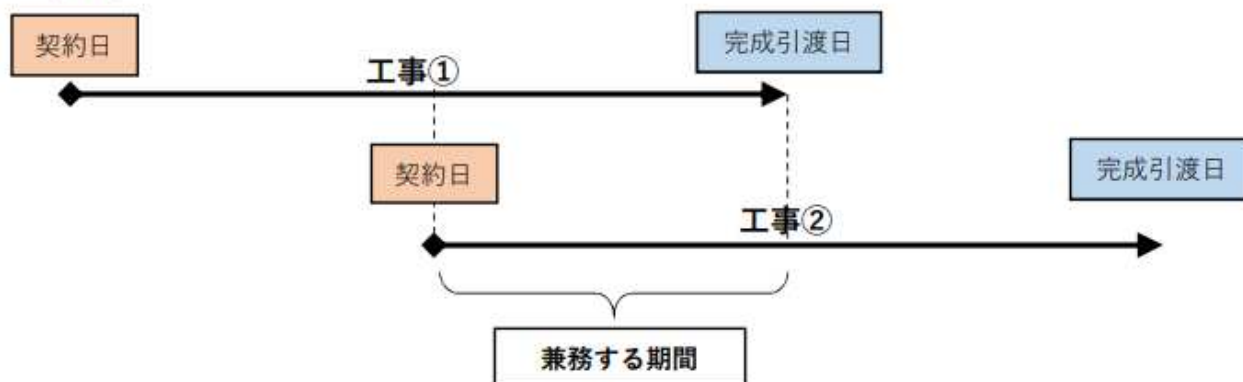 契約日
完成引渡日
工事①
契約日
完成引渡日
工事②
兼務する期間